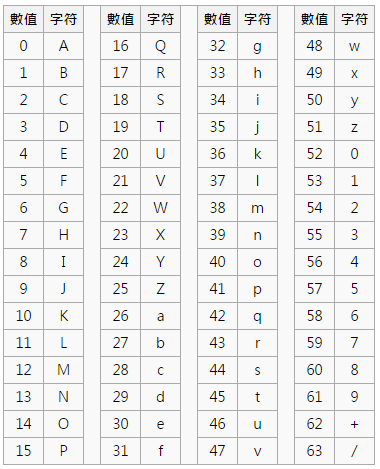 數值 字符 數值 字符 數值 字符 數值 字符
0 A 16 Q 32 g 48 w
1 B 17 R 33 h 49 x
2 C 18 S 34 i 50 y
3 D 19 T 35 j 51 z
4 E 20 U 36 k 52 0
5 F 21 V 37 l 53 1
6 G 22 W 38 m 54 2
7 H 23 X 39 n 55 3
8 I 24 Y 40 o 56 4
9 J 25 Z 41 p 57 5
10 K 26 a 42 q 58 6
11 L 27 b 43 r 59 7
12 M 28 c 44 s 60 8
13 N 29 d 45 t 61 9
14 O 30 e 46 u 62 +
15 P 31 f 47 v 63 /